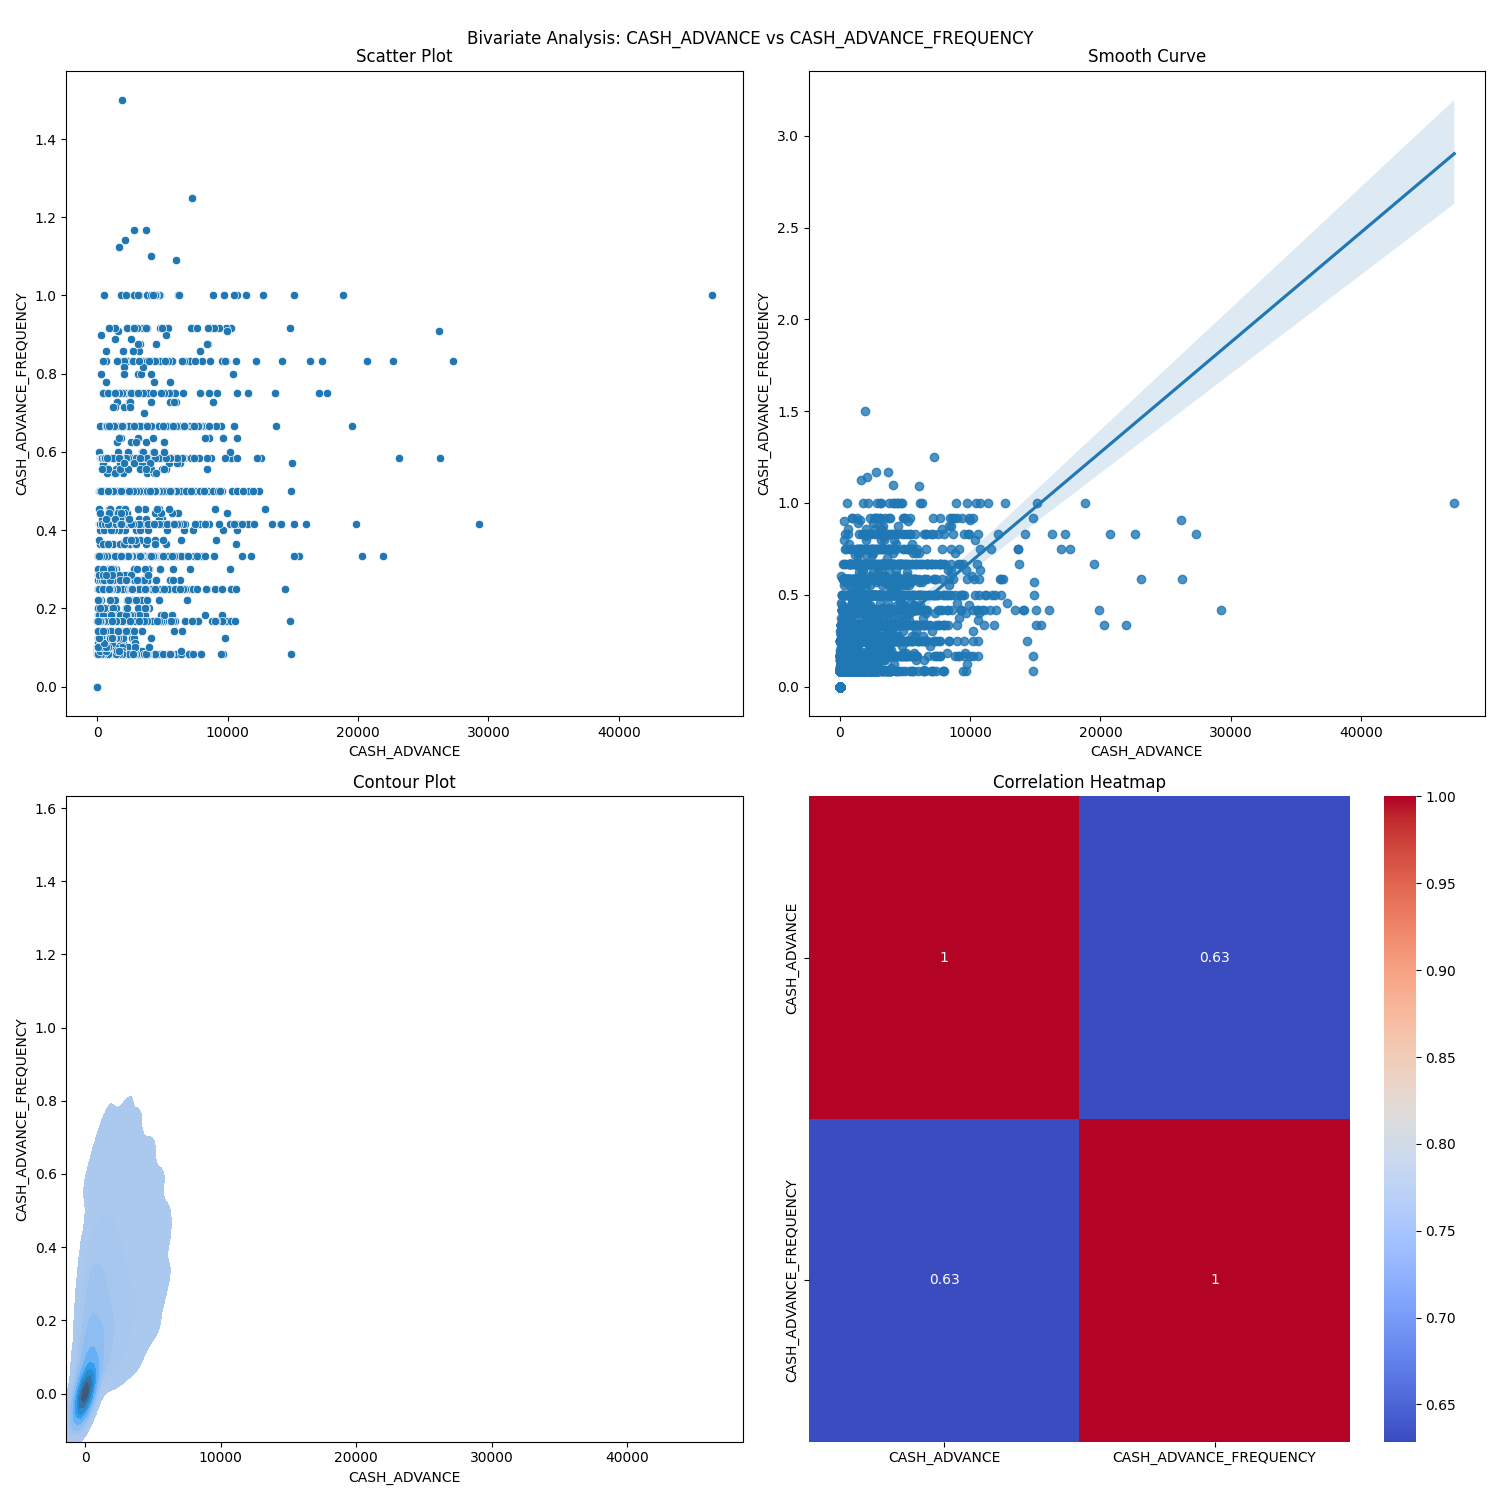 Bivariate Analysis: CASH_ADVANCE vs CASH_ADVANCE_FREQUENCY
Scatter Plot
CASH_ADVANCE_FREQUENCY
1.4
1.2
1.0
0.8
0.6
0.4
0.2
0.0
0 10000 20000 30000 40000
CASH_ADVANCE
Smooth Curve
CASH_ADVANCE_FREQUENCY
3.0
2.5
2.0
1.5
1.0
0.5
0.0
0 10000 20000 30000 40000
CASH_ADVANCE
Contour Plot
CASH_ADVANCE_FREQUENCY
1.6
1.4
1.2
1.0
0.8
0.6
0.4
0.2
0.0
0 10000 20000 30000 40000
CASH_ADVANCE
Correlation Heatmap
CASH_ADVANCE
1 0.63
CASH_ADVANCE_FREQUENCY
0.63 1
CASH_ADVANCE CASH_ADVANCE_FREQUENCY
1.00
0.95
0.90
0.85
0.80
0.75
0.70
0.65